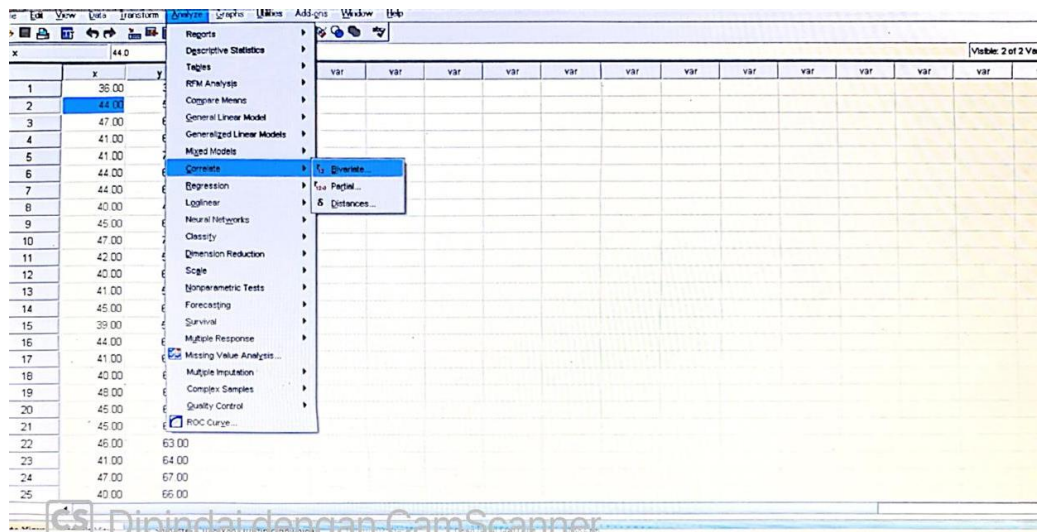 Edit View Data Transform Analyze Graphs Utilities Add-ons Window Help
x 44.0 Visible: 2 of 2 Va
x y var var var var var var var var var var var var
1 36.00
2 44.00
3 47.00
4 41.00
5 41.00
6 44.00
7 44.00
8 40.00
9 45.00
10 47.00
11 42.00
12 40.00
13 41.00
14 45.00
15 39.00
16 44.00
17 41.00
18 40.00
19 48.00
20 45.00
21 45.00
22 46.00 63.00
23 41.00 64.00
24 47.00 67.00
25 40.00 66.00
Reports
Descriptive Statistics
Tables
RFM Analysis
Compare Means
General Linear Model
Generalized Linear Models
Mixed Models
Correlate
Regression
Loglinear
Neural Networks
Classify
Dimension Reduction
Scale
Nonparametric Tests
Forecasting
Survival
Multiple Response
Missing Value Analysis...
Multiple Imputation
Complex Samples
Quality Control
ROC Curve...
Bivariate...
Partial...
Distances...
CS Dipindai dengan CamScanner